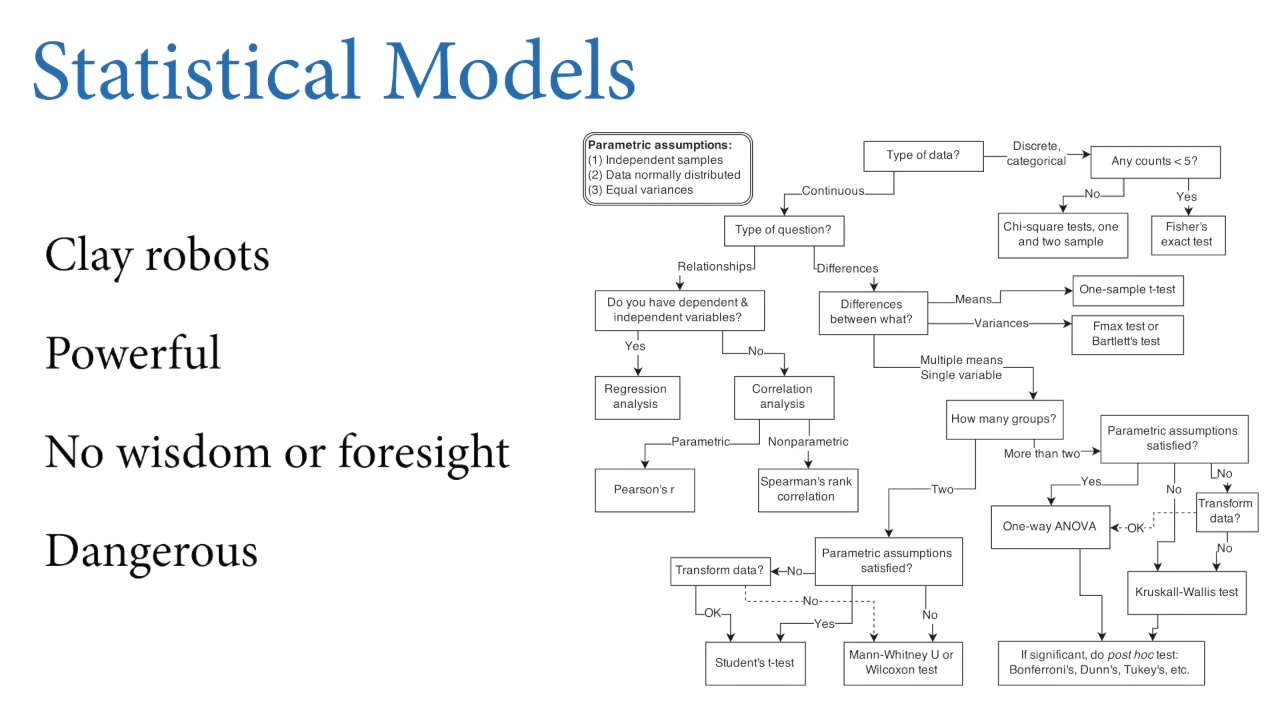 Statistical Models
Clay robots
Powerful
No wisdom or foresight
Dangerous
Parametric assumptions:
(1) Independent samples
(2) Data normally distributed
(3) Equal variances
Type of data?
Discrete,
categorical
Any counts < 5?
Continuous
No
Yes
Chi-square tests, one
and two sample
Fisher's
exact test
Type of question?
Relationships
Differences
Do you have dependent &
independent variables?
Differences
between what?
Means
One-sample t-test
Variances
Fmax test or
Bartlett's test
Yes
No
Multiple means
Single variable
Regression
analysis
Correlation
analysis
How many groups?
Parametric
Nonparametric
More than two
Parametric assumptions
satisfied?
Pearson's r
Spearman's rank
correlation
Two
Yes
No
No
Transform
data?
One-way ANOVA
OK
No
Parametric assumptions
satisfied?
Transform data?
No
Kruskall-Wallis test
No
OK
Yes
No
Student's t-test
Mann-Whitney U or
Wilcoxon test
If significant, do post hoc test:
Bonferroni's, Dunn's, Tukey's, etc.